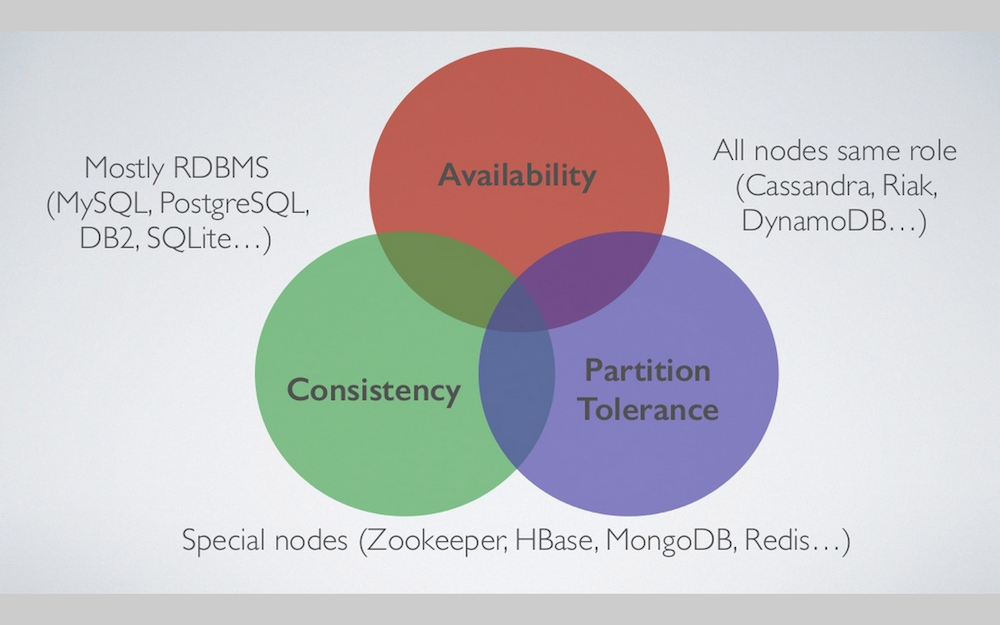 Availability
Mostly RDBMS
(MySQL, PostgreSQL,
DB2, SQLite…)
All nodes same role
(Cassandra, Riak,
DynamoDB…)
Consistency
Partition
Tolerance
Special nodes (Zookeeper, HBase, MongoDB, Redis…)